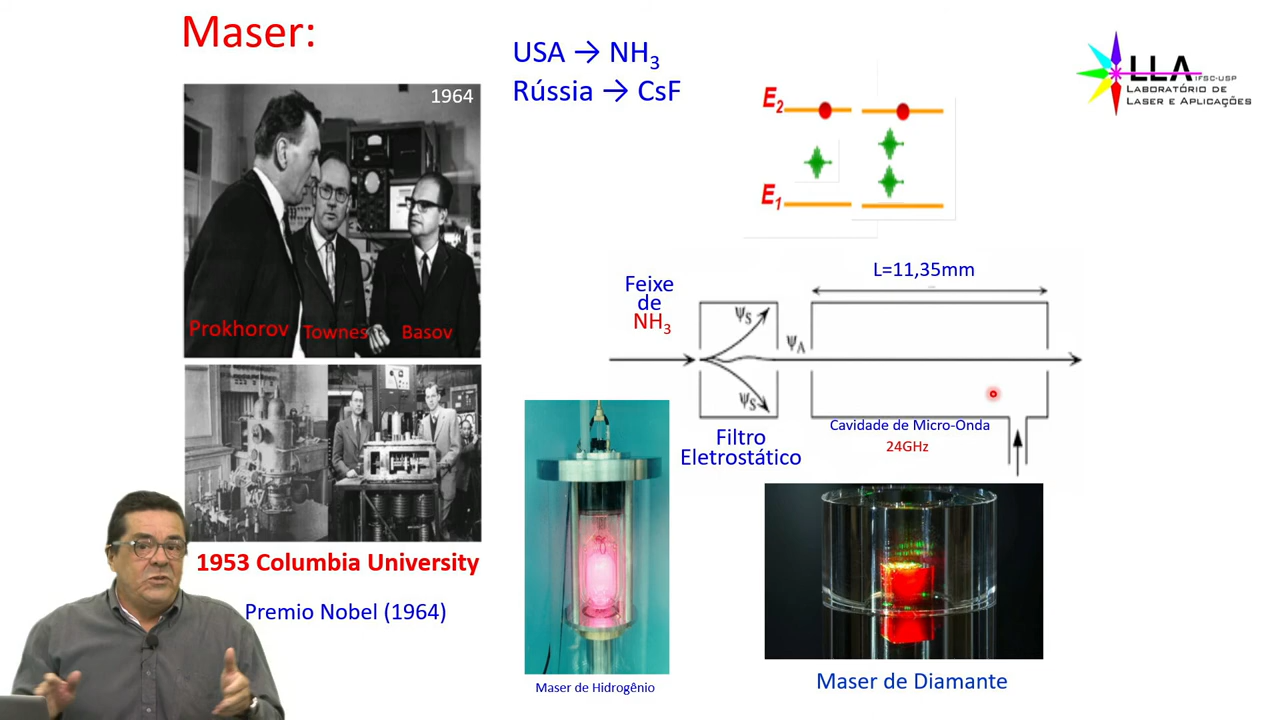 Maser:
1964
Prokhorov
Townes
Basov
1953 Columbia University
Premio Nobel (1964)
USA → NH₃
Rússia → CsF
LLA IFSC-USP
LABORATÓRIO DE
LASER E APLICAÇÕES
E₂
E₁
L=11,35mm
Feixe
de
NH₃
ψS
ψA
ψS
Filtro
Eletrostático
Cavidade de Micro-Onda
24GHz
Maser de Hidrogênio
Maser de Diamante